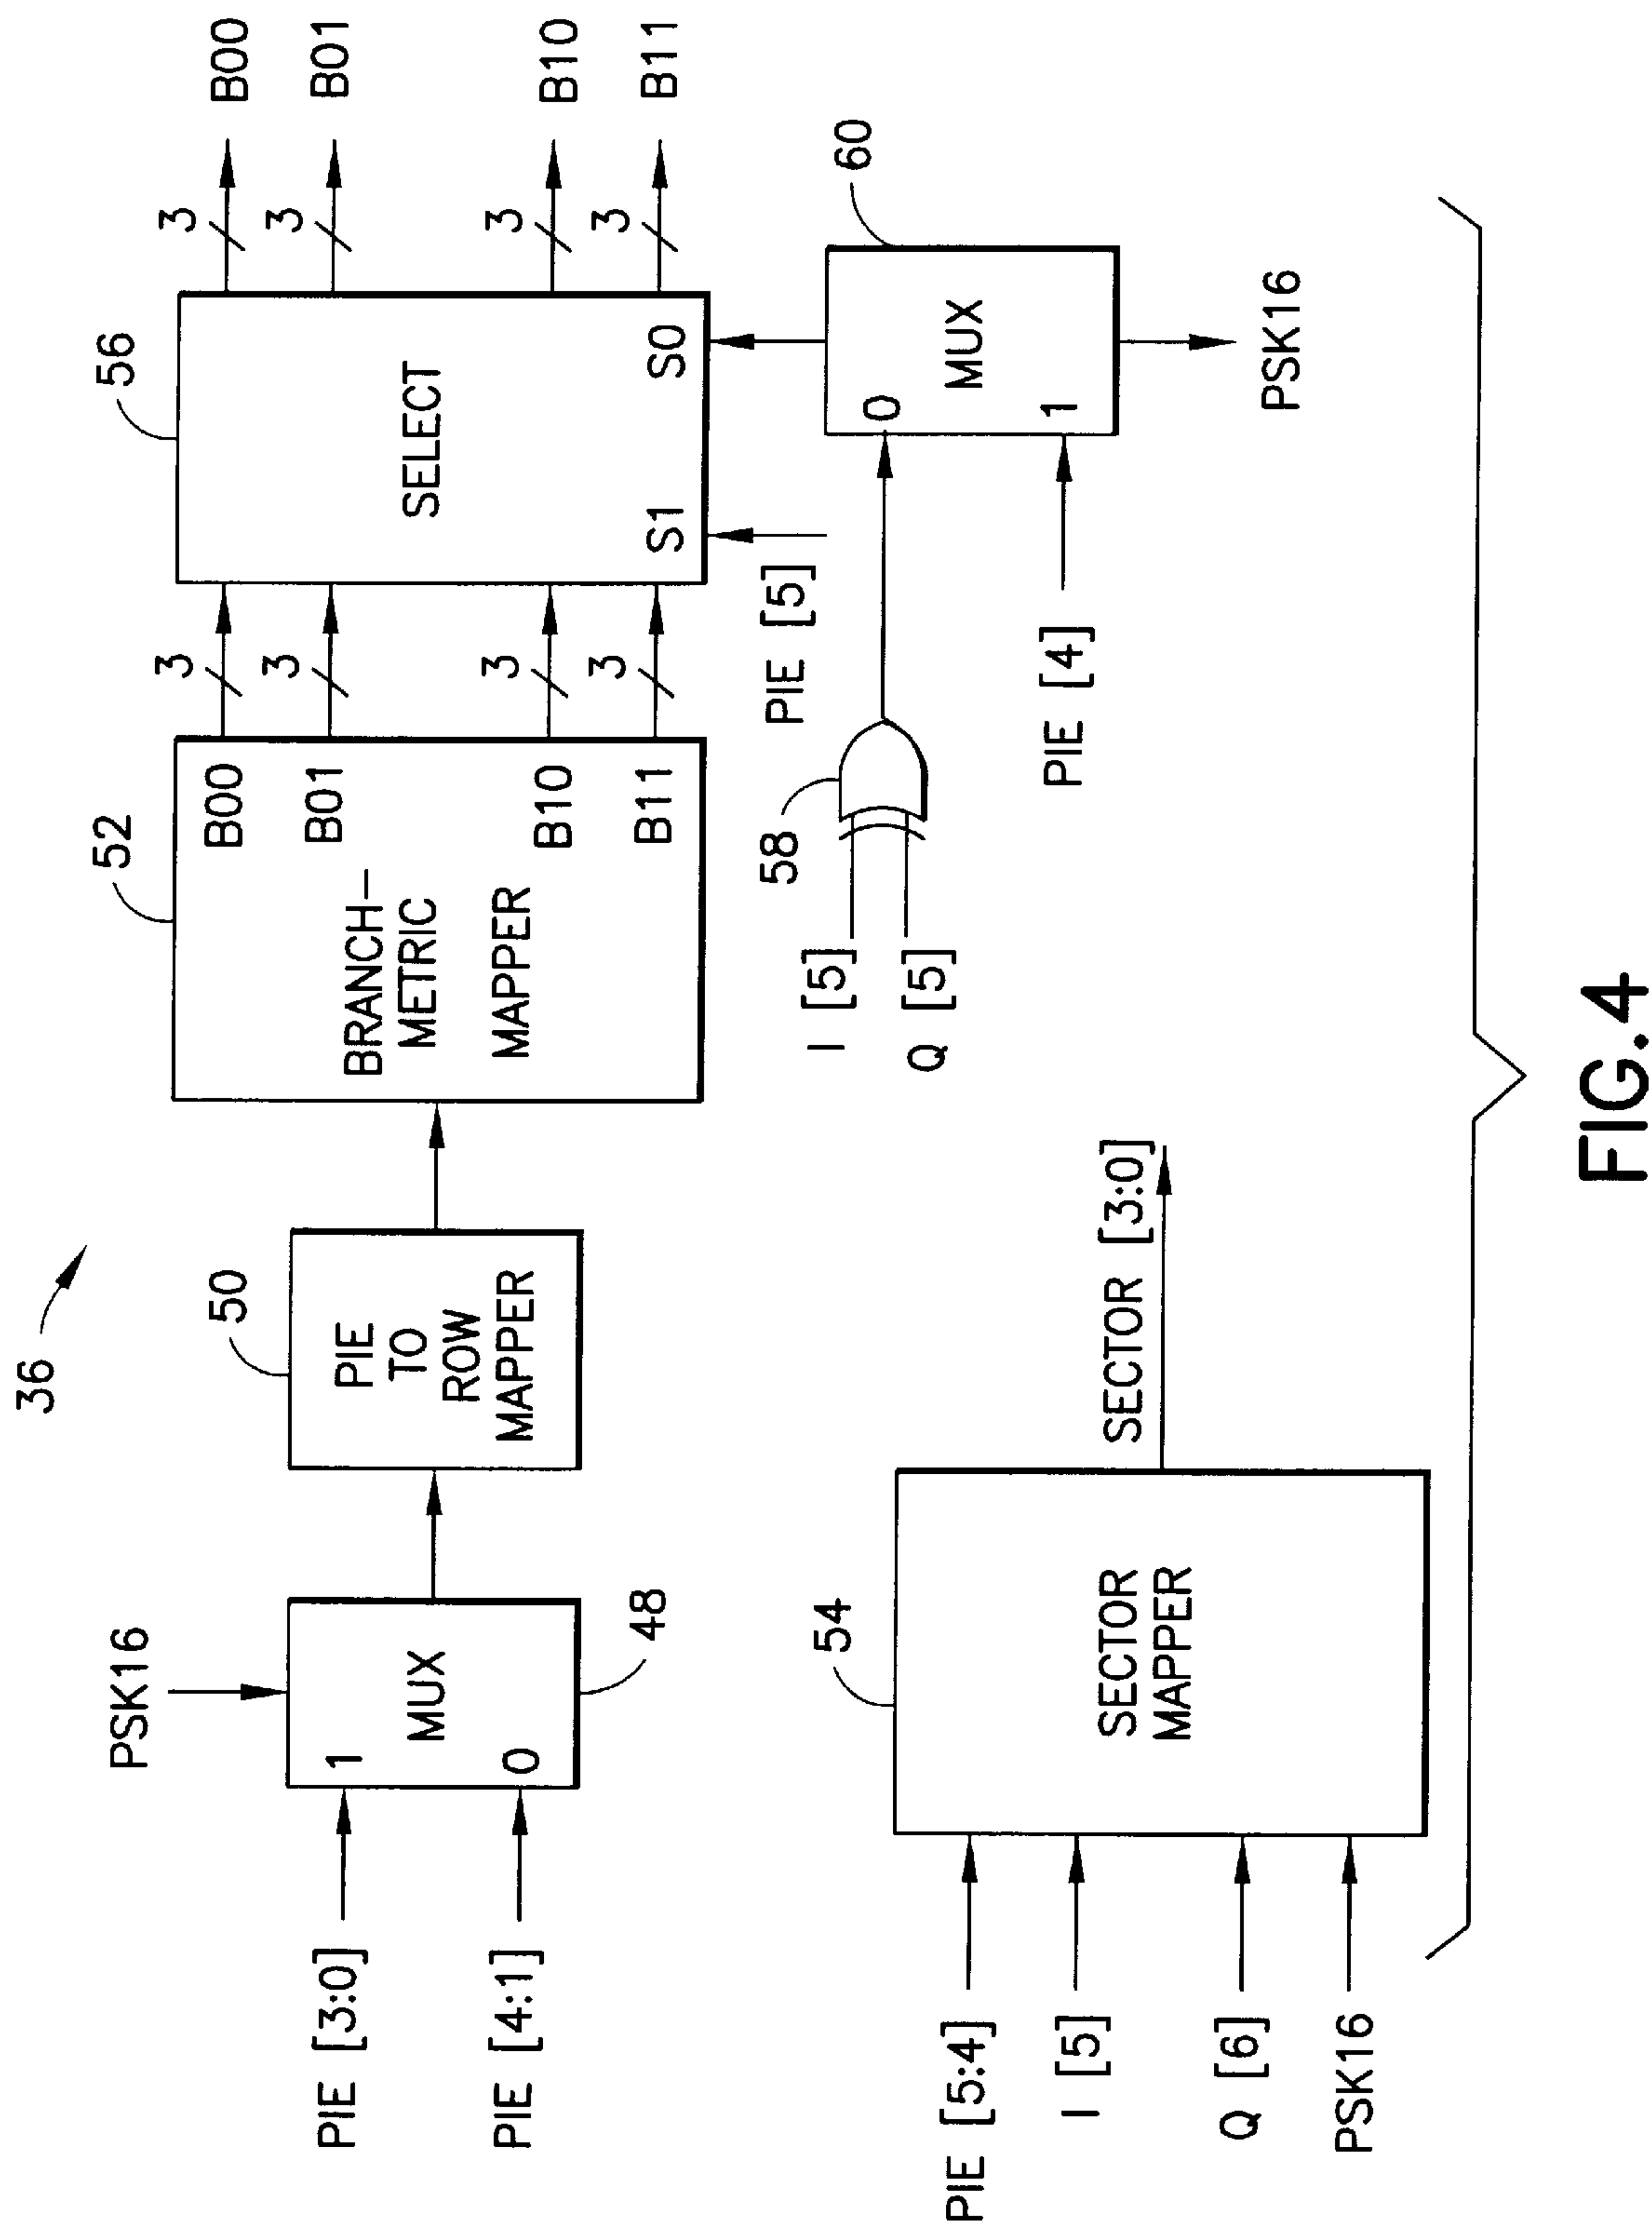 36
PSK16
PIE [3:0]
PIE [4:1]
1
0
MUX
48
50
PIE
TO
ROW
MAPPER
52
BRANCH–
METRIC
MAPPER
B00
B01
B10
B11
3
3
3
3
56
SELECT
S1
S0
3
3
3
3
B00
B01
B10
B11
PIE [5]
I [5]
Q [5]
58
PIE [4]
0
1
MUX
60
PSK16
54
PIE [5:4]
I [5]
Q [6]
PSK16
SECTOR
MAPPER
SECTOR [3:0]
FIG.4